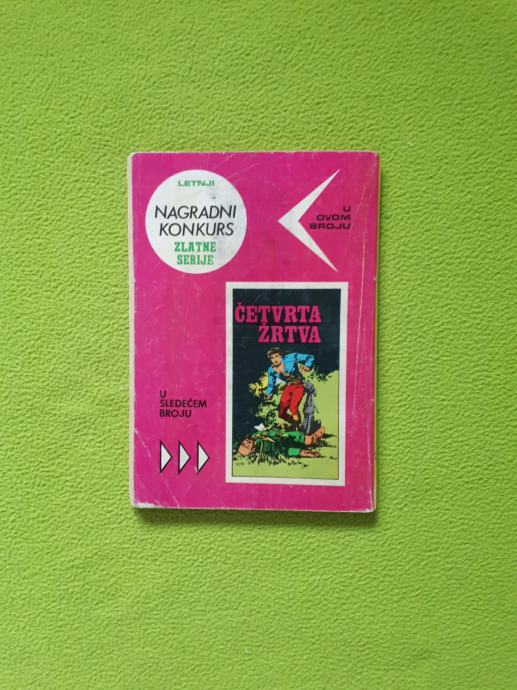 LETNJI
NAGRADNI
KONKURS
ZLATNE
SERIJE
U
OVOM
BROJU
ČETVRTA
ŽRTVA
U
SLEDEĆEM
BROJU